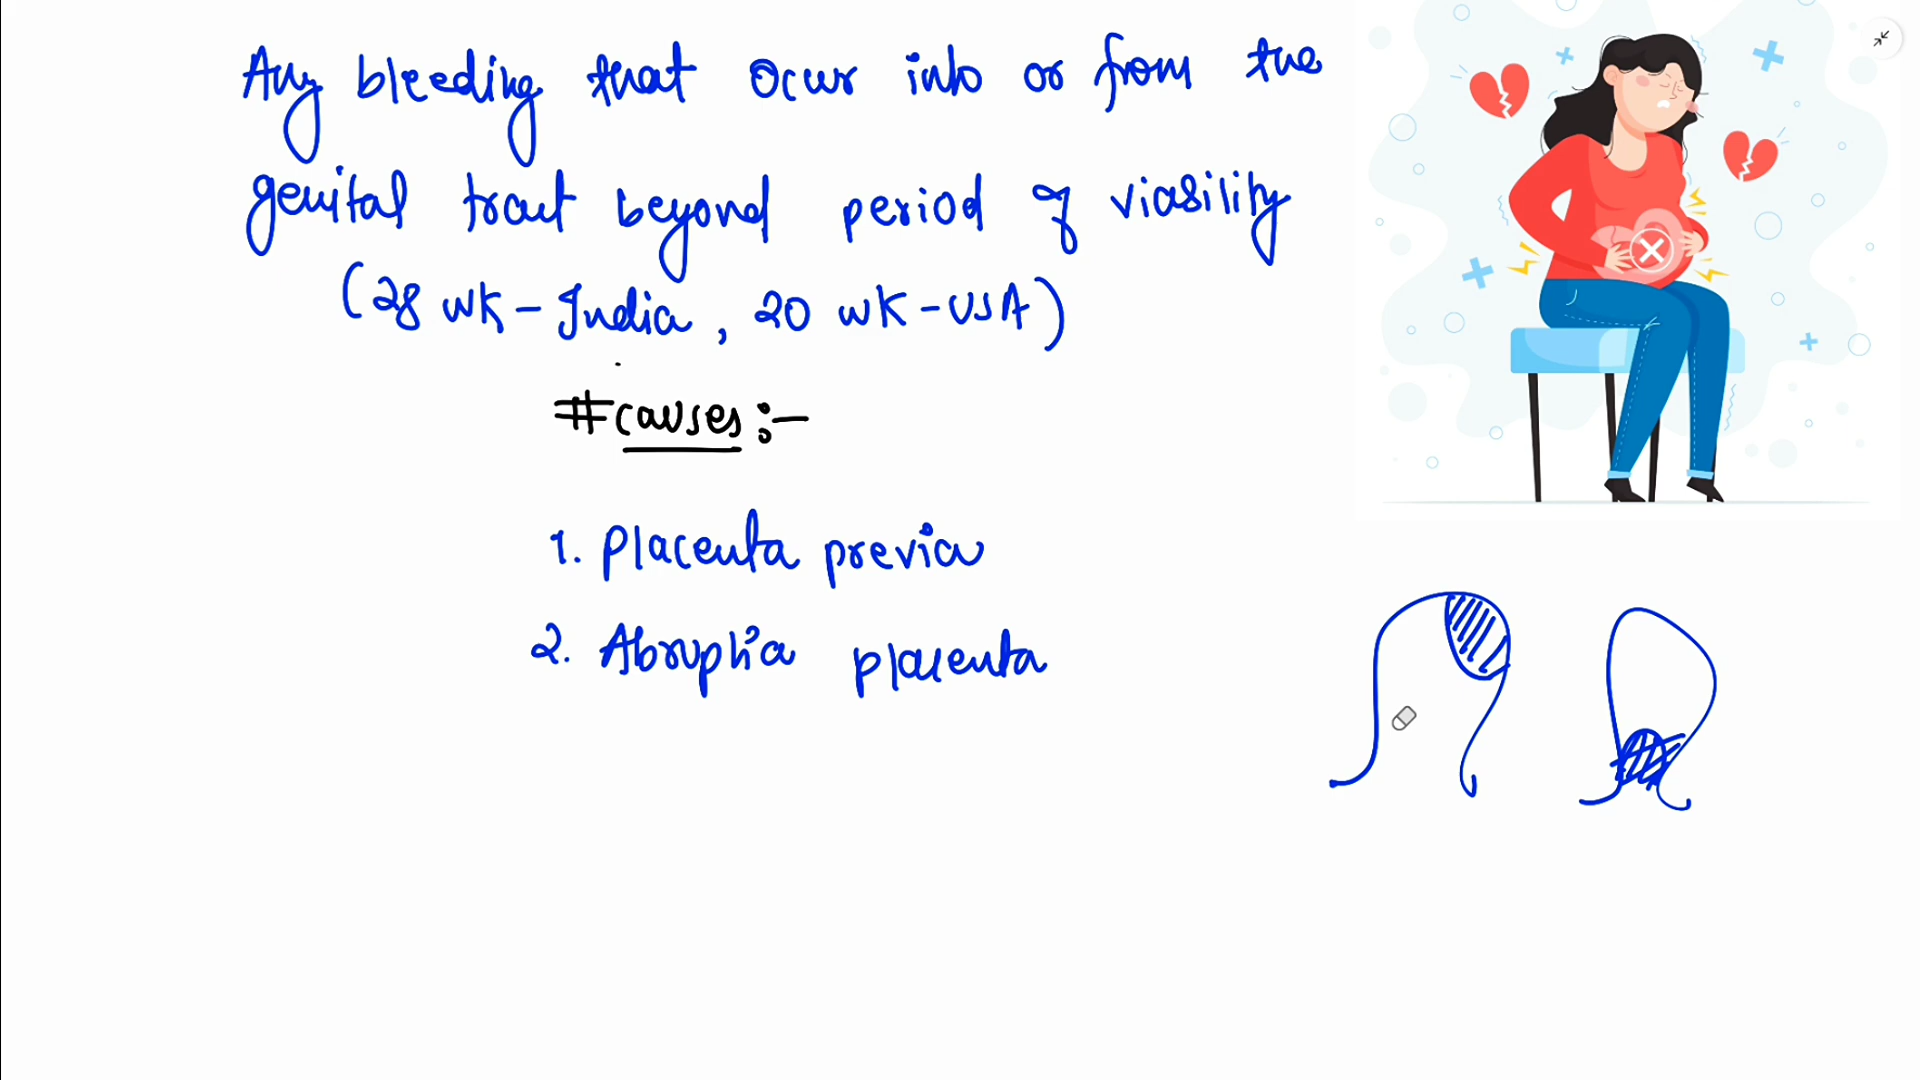 Any bleeding that ocur into or from the
genital tract beyond period of viability
(28 wk - India, 20 wk - USA)
#causes:-
1. Placenta previa
2. Abruptia placenta